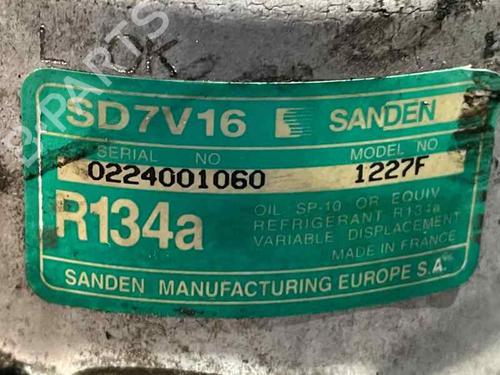 B-PARTS
SD7V16 SANDEN
SERIAL NO MODEL NO
0224001060 1227F
R134a
OIL SP-10 OR EQUIV
REFRIGERANT R134a
VARIABLE DISPLACEMENT
MADE IN FRANCE
SANDEN MANUFACTURING EUROPE S.A.